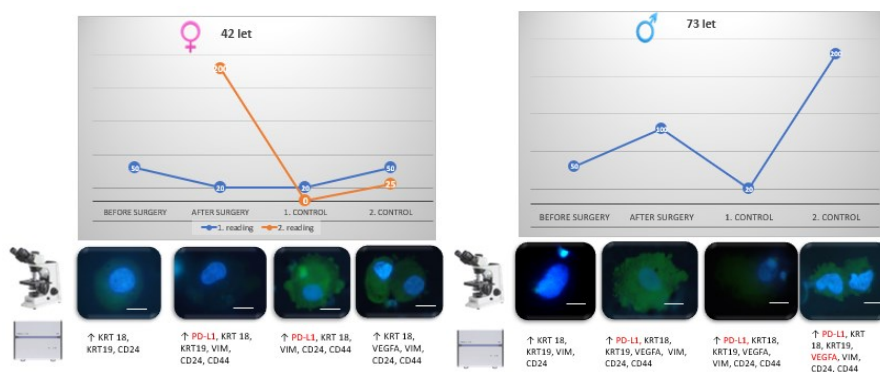 42 let
200
50
20
20
50
0
25
BEFORE SURGERY AFTER SURGERY 1. CONTROL 2. CONTROL
1. reading 2. reading
↑ KRT 18,
KRT19, CD24
↑ PD-L1, KRT 18,
KRT19, VIM,
CD24, CD44
↑ PD-L1, KRT 18,
VIM, CD24, CD44
↑ KRT 18,
VEGFA, VIM,
CD24, CD44
73 let
50
100
20
200
BEFORE SURGERY AFTER SURGERY 1. CONTROL 2. CONTROL
↑ KRT 18,
KRT19, VIM,
CD24
↑ PD-L1, KRT18,
KRT19, VEGFA, VIM,
CD24, CD44
↑ PD-L1, KRT18,
KRT19, VEGFA,
VIM, CD24, CD44
↑ PD-L1, KRT
18, KRT19,
VEGFA, VIM,
CD24, CD44